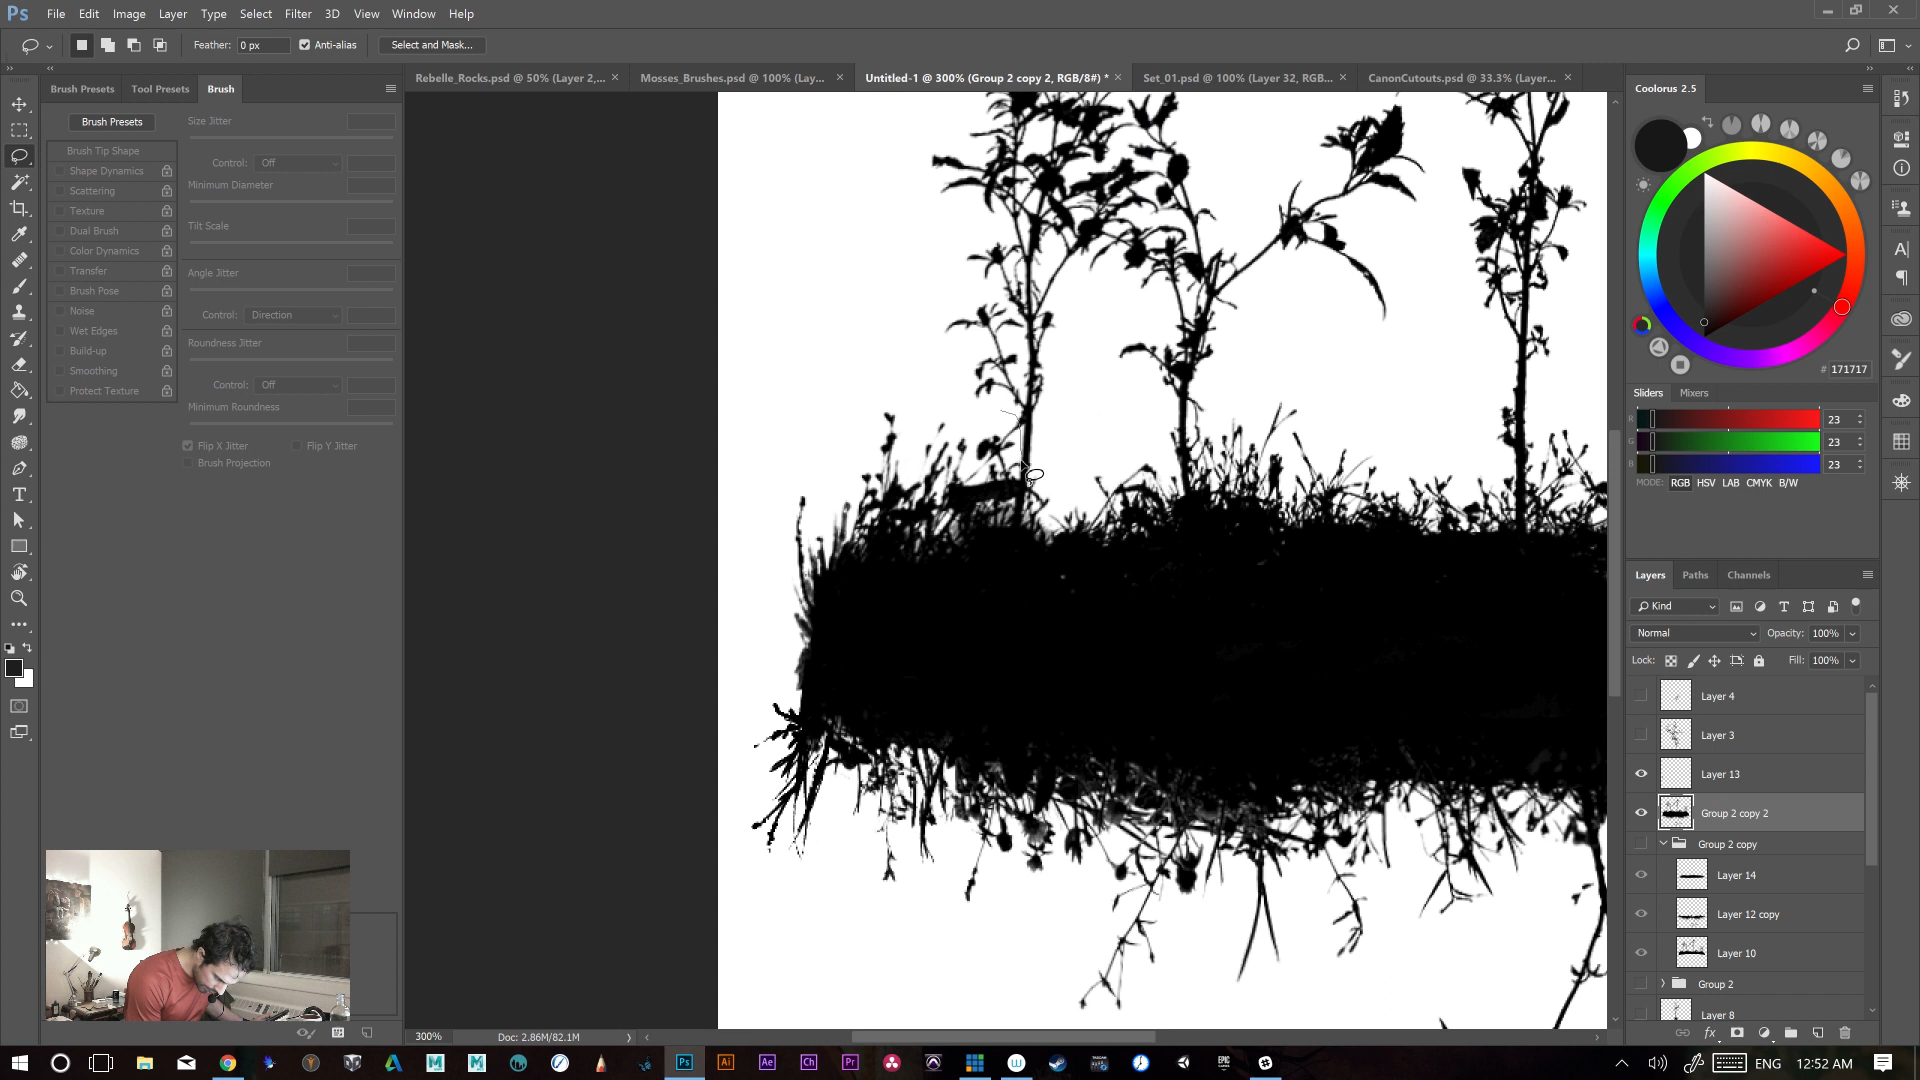 Ps File Edit Image Layer Type Select Filter 3D View Window Help
Feather: 0 px Anti-alias Select and Mask...
Rebelle_Rocks.psd @ 50% (Layer 2,... × Mosses_Brushes.psd @ 100% (Lay... × Untitled-1 @ 300% (Group 2 copy 2, RGB/8#) * × Set_01.psd @ 100% (Layer 32, RGB... × CanonCutouts.psd @ 33.3% (Layer... ×
Brush Presets Tool Presets Brush
Brush Presets
Brush Tip Shape
Shape Dynamics
Scattering
Texture
Dual Brush
Color Dynamics
Transfer
Brush Pose
Noise
Wet Edges
Build-up
Smoothing
Protect Texture
Size Jitter
Control: Off
Minimum Diameter
Tilt Scale
Angle Jitter
Control: Direction
Roundness Jitter
Control: Off
Minimum Roundness
Flip X Jitter Flip Y Jitter
Brush Projection
Coolorus 2.5
# 171717
Sliders Mixers
R 23
G 23
B 23
MODE: RGB HSV LAB CMYK B/W
Layers Paths Channels
Kind
Normal Opacity: 100%
Lock: Fill: 100%
Layer 4
Layer 3
Layer 13
Group 2 copy 2
Group 2 copy
Layer 14
Layer 12 copy
Layer 10
Group 2
Layer 8
300% Doc: 2.86M/82.1M
Ps Ai Ae Ch Pr
ENG 12:52 AM